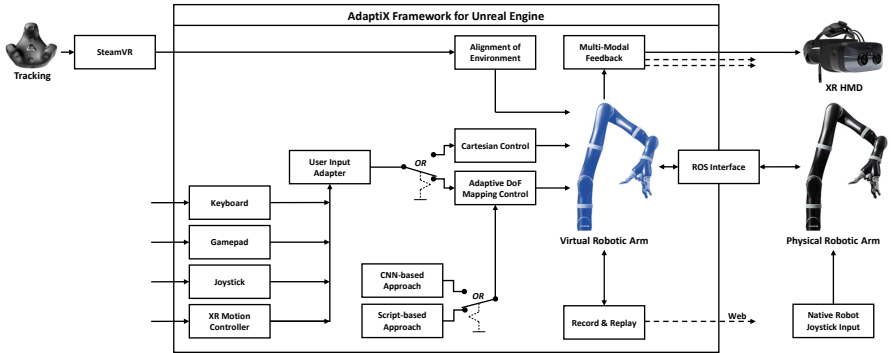 AdaptiX Framework for Unreal Engine
SteamVR
Tracking
Alignment of
Environment
Multi-Modal
Feedback
XR HMD
OR
Cartesian Control
User Input
Adapter
Adaptive DoF
Mapping Control
ROS Interface
Keyboard
Gamepad
Virtual Robotic Arm
Physical Robotic Arm
Joystick
CNN-based
Approach
OR
XR Motion
Controller
Script-based
Approach
Record & Replay
Web
Native Robot
Joystick Input